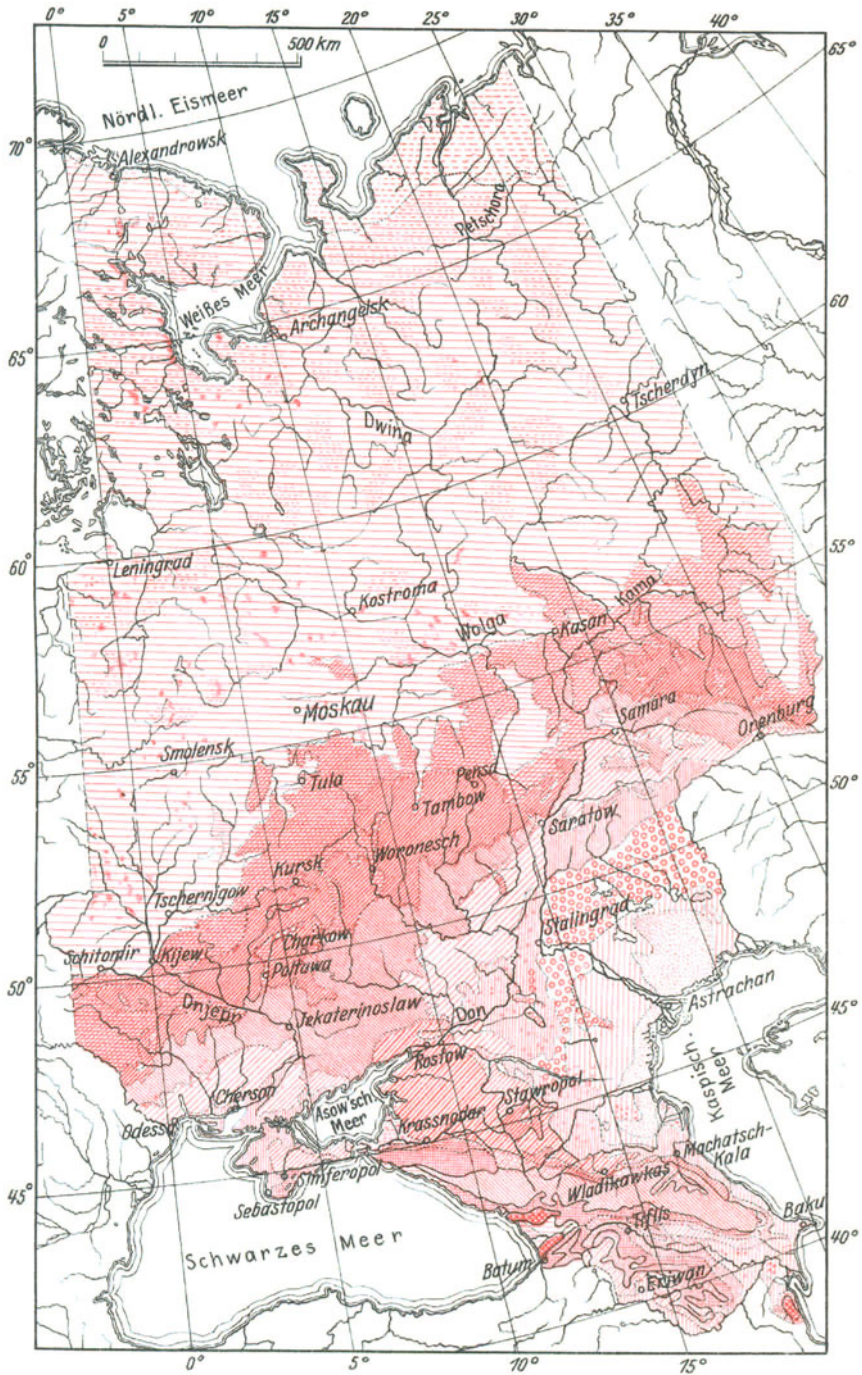 0° 5° 10° 15° 20° 25° 30° 35° 40°
0 500 km
65°
Nördl. Eismeer
70°
Alexandrowsk
Petschora
60
Weißes Meer
Archangelsk
65°
Tscherdyn
Dwina
55°
Leningrad
60°
Kostroma
Kama
Wolga
Kasan
Moskau
Samara
Orenburg
Smolensk
55°
Tula
Pensa
50°
Tambow
Saratow
Woronesch
Kursk
Tschernigow
Stalingrad
Charkow
Schitomir
Kijew
Poltawa
50°
Astrachan
45°
Dnjepr
Jekaterinoslaw
Don
Rostow
Kaspisch. Meer
Cherson
Stawropol
Asow'sch. Meer
Odessa
Krassnodar
Machatsch-
Kala
Simferopol
Wladikawkas
45°
Sebastopol
Tiflis
Baku
40°
Schwarzes Meer
Batum
Eriwan
0° 5° 10° 15°